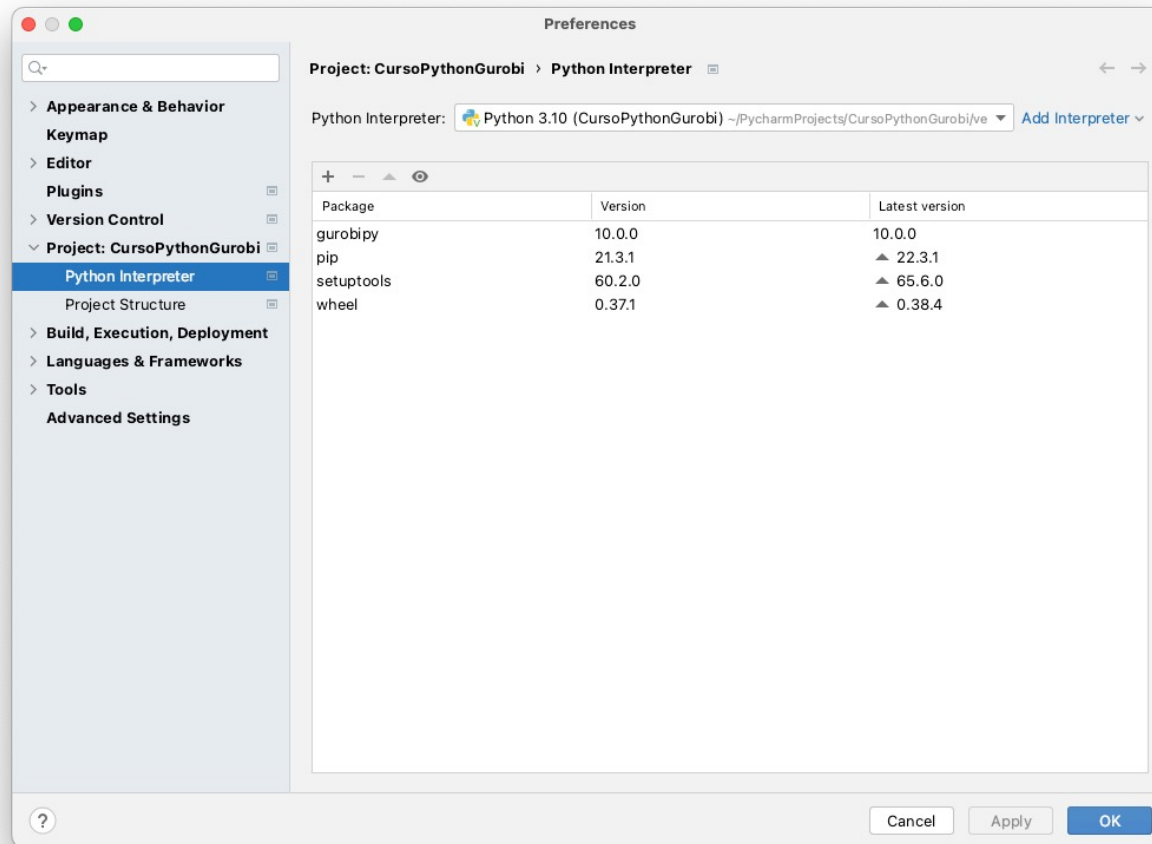 Preferences
Project: CursoPythonGurobi › Python Interpreter
Appearance & Behavior
Keymap
Editor
Plugins
Version Control
Project: CursoPythonGurobi
Python Interpreter
Project Structure
Build, Execution, Deployment
Languages & Frameworks
Tools
Advanced Settings
Python Interpreter: Python 3.10 (CursoPythonGurobi) ~/PycharmProjects/CursoPythonGurobi/ve Add Interpreter
Package Version Latest version
gurobipy 10.0.0 10.0.0
pip 21.3.1 22.3.1
setuptools 60.2.0 65.6.0
wheel 0.37.1 0.38.4
? Cancel Apply OK